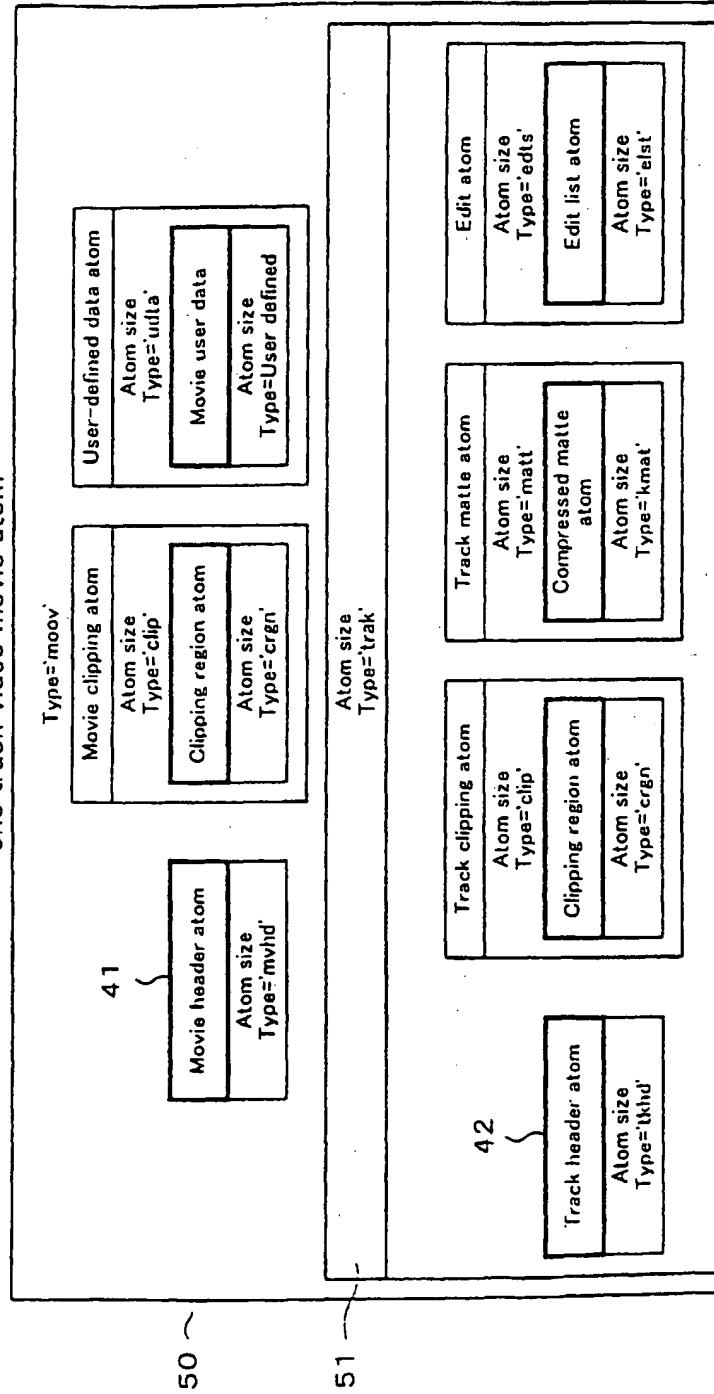 one track video movie atom
Type='moov'
50
41
Movie header atom
Atom size
Type='mvhd'
Movie clipping atom
Atom size
Type='clip'
Clipping region atom
Atom size
Type='crgn'
User-defined data atom
Atom size
Type='udta'
Movie user data
Atom size
Type=User defined
51
Atom size
Type='trak'
42
Track header atom
Atom size
Type='tkhd'
Track clipping atom
Atom size
Type='clip'
Clipping region atom
Atom size
Type='crgn'
Track matte atom
Atom size
Type='matt'
Compressed matte
atom
Atom size
Type='kmat'
Edit atom
Atom size
Type='edts'
Edit list atom
Atom size
Type='elst'